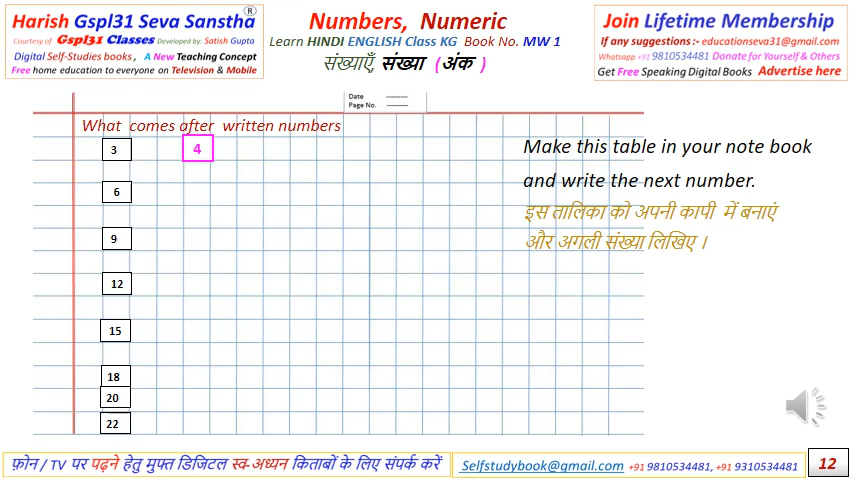 Harish Gspl31 Seva Sanstha ®
Courtesy of Gspl31 Classes Developed by: Satish Gupta
Digital Self-Studies books , A New Teaching Concept
Free home education to everyone on Television & Mobile
Numbers, Numeric
Learn HINDI ENGLISH Class KG Book No. MW 1
संख्याएँ, संख्या (अंक )
Join Lifetime Membership
If any suggestions :- educationseva31@gmail.com
Whatsapp +91 9810534481 Donate for Yourself & Others
Get Free Speaking Digital Books Advertise here
Date ---------
Page No. ---------
What comes after written numbers
3 4
6
9
12
15
18
20
22
Make this table in your note book
and write the next number.
इस तालिका को अपनी कापी में बनाएं
और अगली संख्या लिखिए ।
फ़ोन / TV पर पढ़ने हेतु मुफ्त डिजिटल स्व-अध्यन किताबों के लिए संपर्क करें
Selfstudybook@gmail.com +91 9810534481, +91 9310534481
12